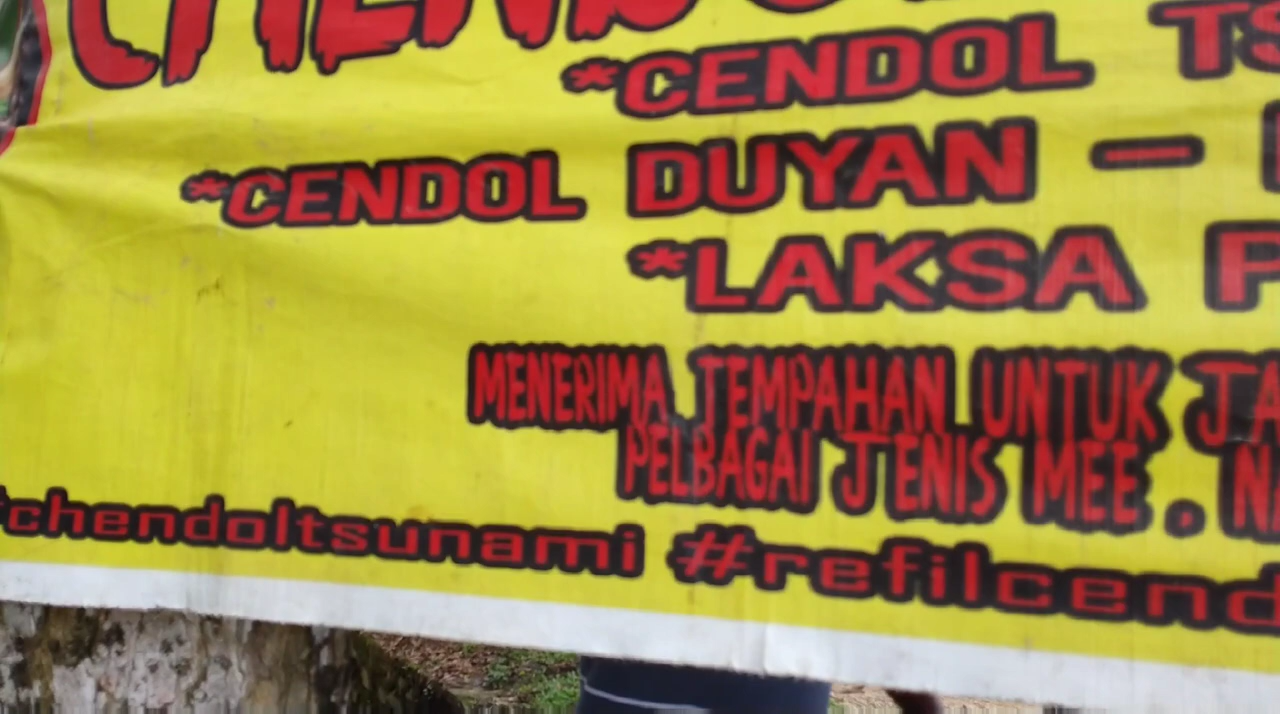 *CENDOL
*CENDOL DUYAN –
*LAKSA
MENERIMA TEMPAHAN UNTUK
PELBAGAI JENIS MEE .
#chendoltsunami #refilcend